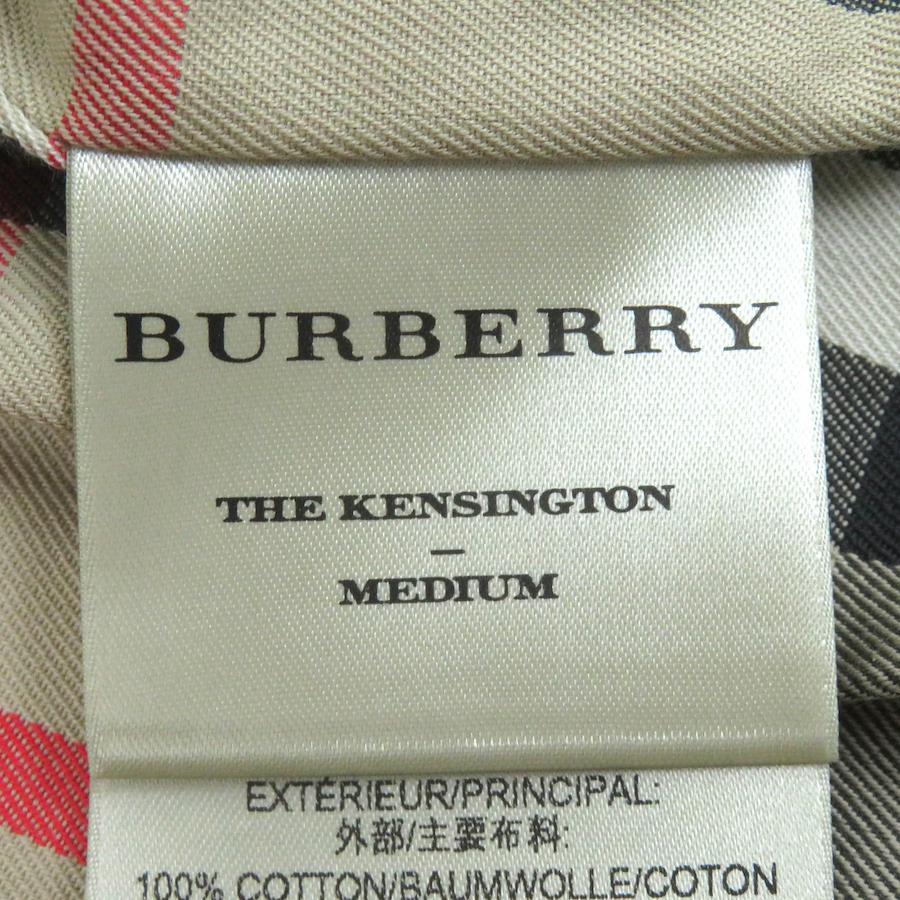 BURBERRY
THE KENSINGTON
—
MEDIUM
EXTÉRIEUR/PRINCIPAL:
外部/主要布料:
100% COTTON/BAUMWOLLE/COTON